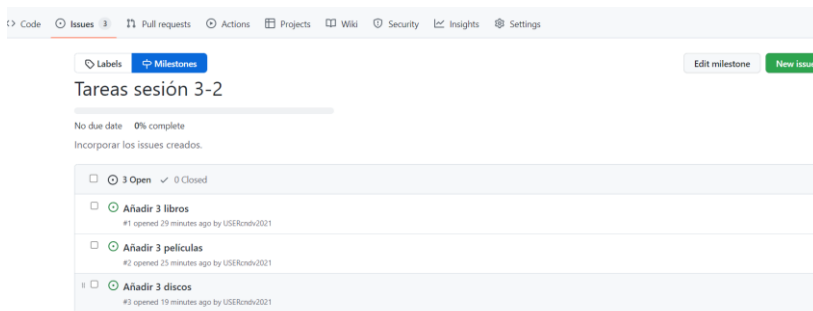 Code Issues 3 Pull requests Actions Projects Wiki Security Insights Settings
Labels Milestones Edit milestone New issue
Tareas sesión 3-2
No due date 0% complete
Incorporar los issues creados.
3 Open 0 Closed
Añadir 3 libros
#1 opened 29 minutes ago by USERcndv2021
Añadir 3 películas
#2 opened 25 minutes ago by USERcndv2021
Añadir 3 discos
#3 opened 19 minutes ago by USERcndv2021